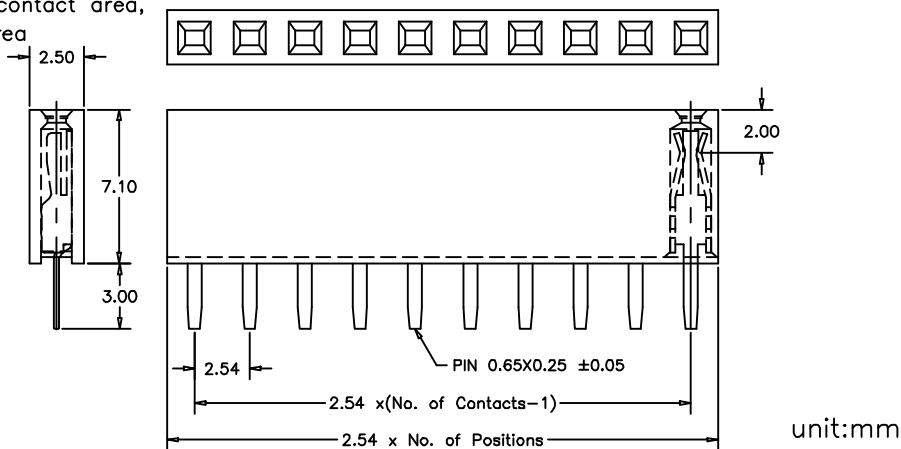 contact area,
rea
2.50
2.00
7.10
3.00
PIN 0.65X0.25 ±0.05
2.54
2.54 x(No. of Contacts-1)
2.54 x No. of Positions
unit:mm